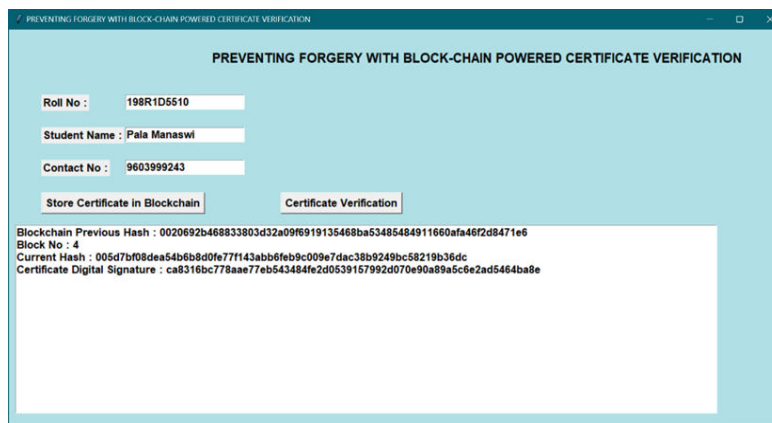 PREVENTING FORGERY WITH BLOCK-CHAIN POWERED CERTIFICATE VERIFICATION
PREVENTING FORGERY WITH BLOCK-CHAIN POWERED CERTIFICATE VERIFICATION
Roll No : 198R1D5510
Student Name : Pala Manaswi
Contact No : 9603999243
Store Certificate in Blockchain Certificate Verification
Blockchain Previous Hash : 0020692b468833803d32a09f6919135468ba53485484911660afa46f2d8471e6
Block No : 4
Current Hash : 005d7bf08dea54b6b8d0fe77f143abb6feb9c009e7dac38b9249bc58219b36dc
Certificate Digital Signature : ca8316bc778aae77eb543484fe2d0539157992d070e90a89a5c6e2ad5464ba8e